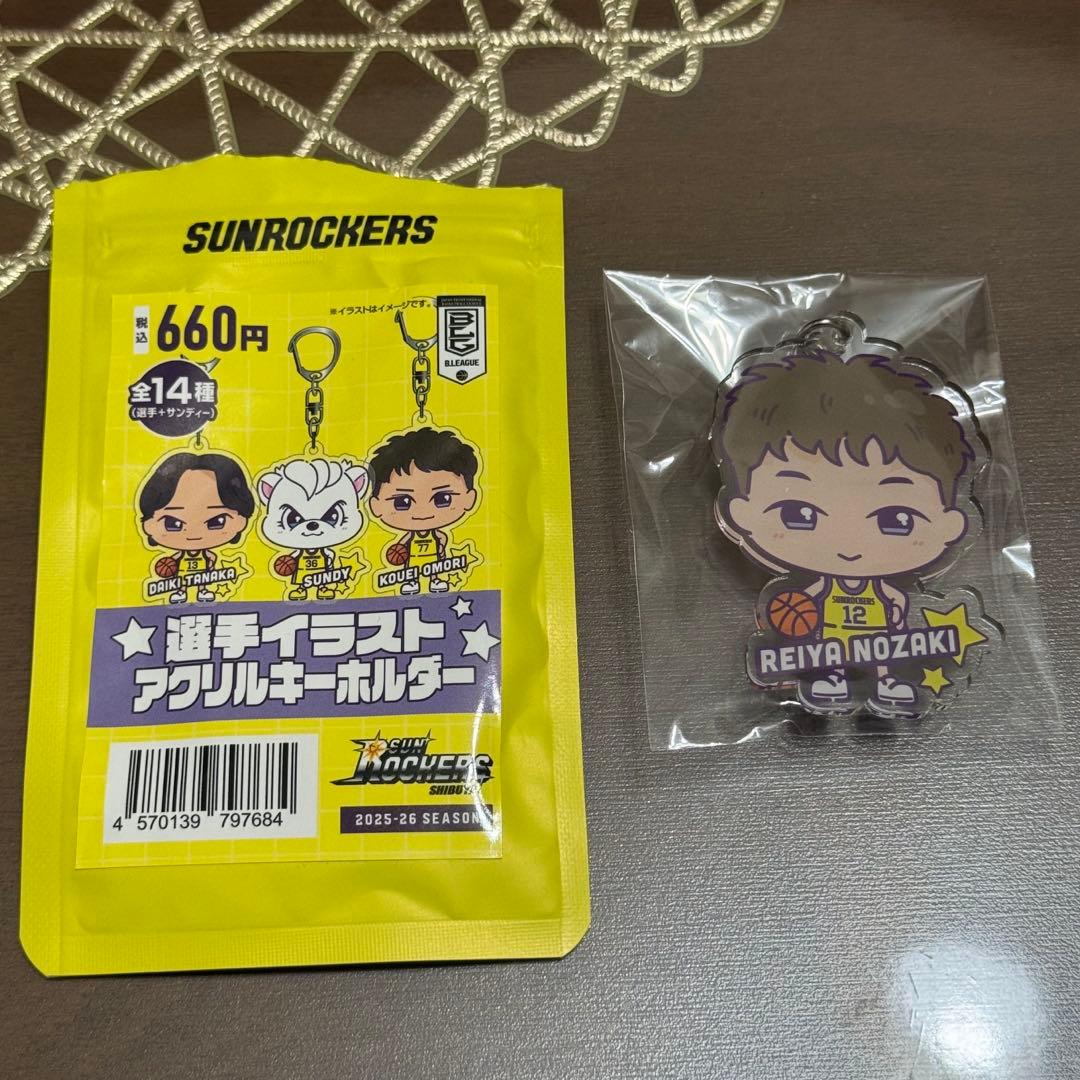 SUNROCKERS
税込 660円
※イラストはイメージです。
B.LEAGUE
全14種
(選手+サンディー)
13
DAIKI TANAKA
36
SUNDY
77
KOUEI OMORI
選手イラスト
アクリルキーホルダー
4 570139 797684
SUN
ROCKERS
SHIBUYA
2025-26 SEASON
SUNROCKERS
12
REIYA NOZAKI